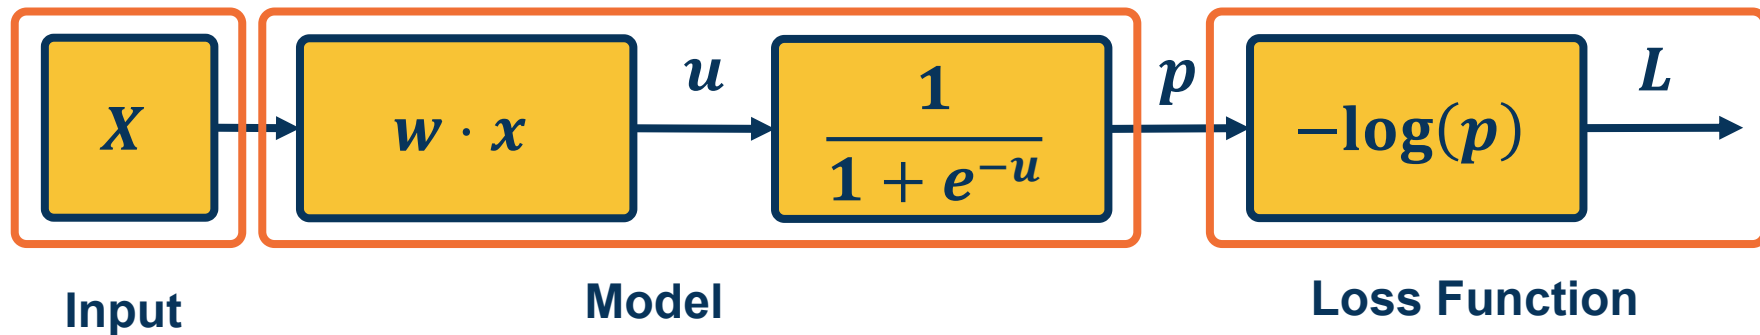 X
w · x
u
1
1 + e^{-u}
p
-log(p)
L
Input
Model
Loss Function